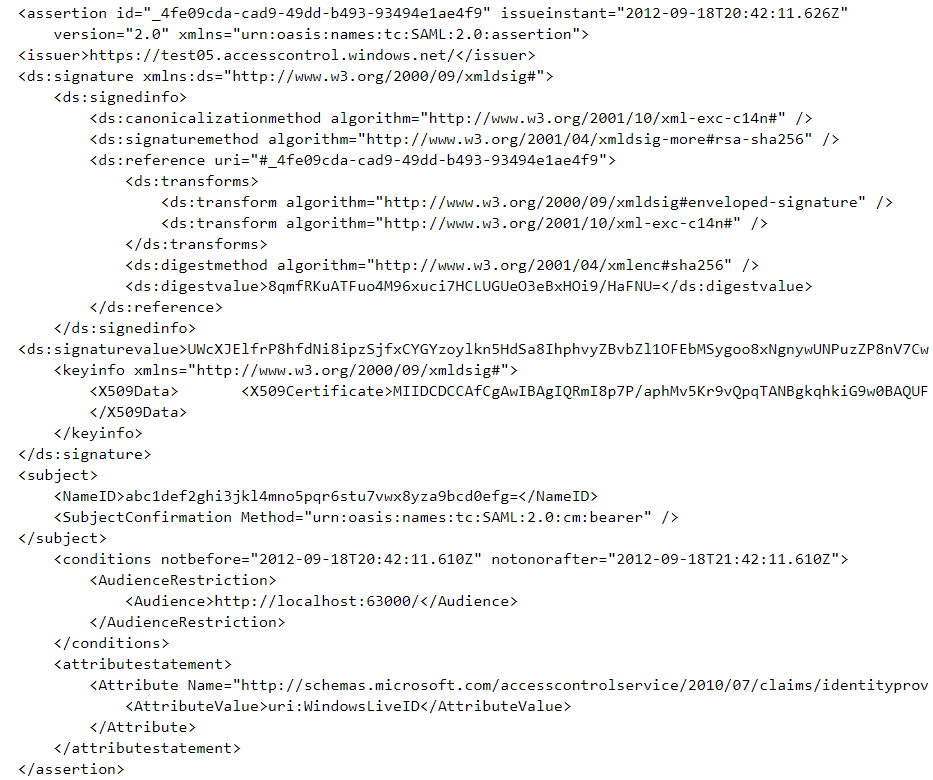 <assertion id="_4fe09cda-cad9-49dd-b493-93494e1ae4f9" issueinstant="2012-09-18T20:42:11.626Z"
version="2.0" xmlns="urn:oasis:names:tc:SAML:2.0:assertion">
<issuer>https://test05.accesscontrol.windows.net/</issuer>
<ds:signature xmlns:ds="http://www.w3.org/2000/09/xmldsig#">
<ds:signedinfo>
<ds:canonicalizationmethod algorithm="http://www.w3.org/2001/10/xml-exc-c14n#" />
<ds:signaturemethod algorithm="http://www.w3.org/2001/04/xmldsig-more#rsa-sha256" />
<ds:reference uri="#_4fe09cda-cad9-49dd-b493-93494e1ae4f9">
<ds:transforms>
<ds:transform algorithm="http://www.w3.org/2000/09/xmldsig#enveloped-signature" />
<ds:transform algorithm="http://www.w3.org/2001/10/xml-exc-c14n#" />
</ds:transforms>
<ds:digestmethod algorithm="http://www.w3.org/2001/04/xmlenc#sha256" />
<ds:digestvalue>8qmfRKuATFuo4M96xuci7HCLUGUeO3eBxHOi9/HaFNU=</ds:digestvalue>
</ds:reference>
</ds:signedinfo>
<ds:signaturevalue>UWcXJElfrP8hfdNi8ipzSjfxCYGYzoylkn5HdSa8IhphvyZBvbZl1OFEbMSygoo8xNgnywUNPuzZP8nV7Cw
<keyinfo xmlns="http://www.w3.org/2000/09/xmldsig#">
<X509Data> <X509Certificate>MIIDCDCCAfCgAwIBAgIQRmI8p7P/aphMv5Kr9vQpqTANBgkqhkiG9w0BAQUF
</X509Data>
</keyinfo>
</ds:signature>
<subject>
<NameID>abc1def2ghi3jkl4mno5pqr6stu7vwx8yza9bcd0efg=</NameID>
<SubjectConfirmation Method="urn:oasis:names:tc:SAML:2.0:cm:bearer" />
</subject>
<conditions notbefore="2012-09-18T20:42:11.610Z" notonorafter="2012-09-18T21:42:11.610Z">
<AudienceRestriction>
<Audience>http://localhost:63000/</Audience>
</AudienceRestriction>
</conditions>
<attributestatement>
<Attribute Name="http://schemas.microsoft.com/accesscontrolservice/2010/07/claims/identityprov
<AttributeValue>uri:WindowsLiveID</AttributeValue>
</Attribute>
</attributestatement>
</assertion>